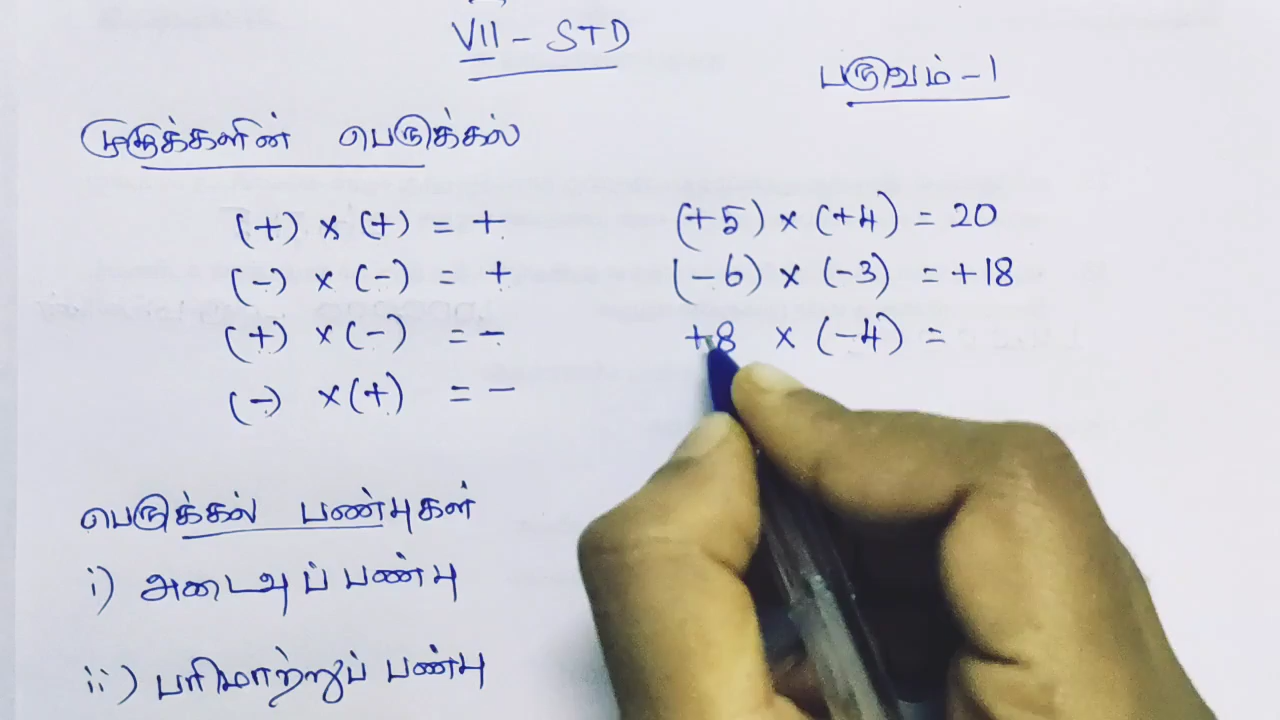 VII - STD
பருவம் - 1
முழுக்களின் பெருக்கல்
(+) × (+) = +
(-) × (-) = +
(+) × (-) = -
(-) × (+) = -
(+5) × (+4) = 20
(-6) × (-3) = +18
+8 × (-4) =
பெருக்கல் பண்புகள்
i) அடைவுப் பண்பு
ii) பரிமாற்றுப் பண்பு